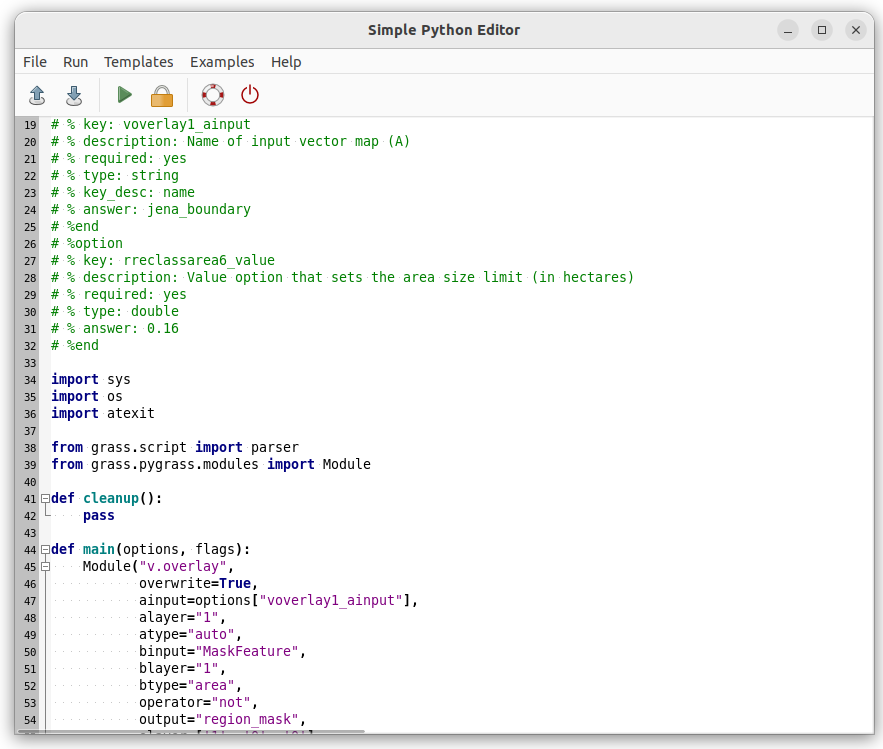 Simple Python Editor
File Run Templates Examples Help
19 # % key: voverlay1_ainput
20 # % description: Name of input vector map (A)
21 # % required: yes
22 # % type: string
23 # % key_desc: name
24 # % answer: jena_boundary
25 # %end
26 # %option
27 # % key: rreclassarea6_value
28 # % description: Value option that sets the area size limit (in hectares)
29 # % required: yes
30 # % type: double
31 # % answer: 0.16
32 # %end
33
34 import sys
35 import os
36 import atexit
37
38 from grass.script import parser
39 from grass.pygrass.modules import Module
40
41 def cleanup():
42     pass
43
44 def main(options, flags):
45     Module("v.overlay",
46            overwrite=True,
47            ainput=options["voverlay1_ainput"],
48            alayer="1",
49            atype="auto",
50            binput="MaskFeature",
51            blayer="1",
52            btype="area",
53            operator="not",
54            output="region_mask",